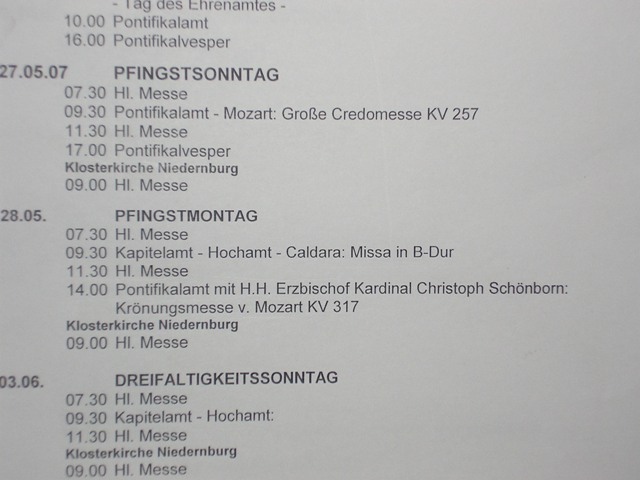 - Tag des Ehrenamtes -
10.00 Pontifikalamt
16.00 Pontifikalvesper
27.05.07 PFINGSTSONNTAG
07.30 Hl. Messe
09.30 Pontifikalamt - Mozart: Große Credomesse KV 257
11.30 Hl. Messe
17.00 Pontifikalvesper
Klosterkirche Niedernburg
09.00 Hl. Messe
28.05. PFINGSTMONTAG
07.30 Hl. Messe
09.30 Kapitelamt - Hochamt - Caldara: Missa in B-Dur
11.30 Hl. Messe
14.00 Pontifikalamt mit H.H. Erzbischof Kardinal Christoph Schönborn:
Krönungsmesse v. Mozart KV 317
Klosterkirche Niedernburg
09.00 Hl. Messe
03.06. DREIFALTIGKEITSSONNTAG
07.30 Hl. Messe
09.30 Kapitelamt - Hochamt:
11.30 Hl. Messe
Klosterkirche Niedernburg
09.00 Hl. Messe